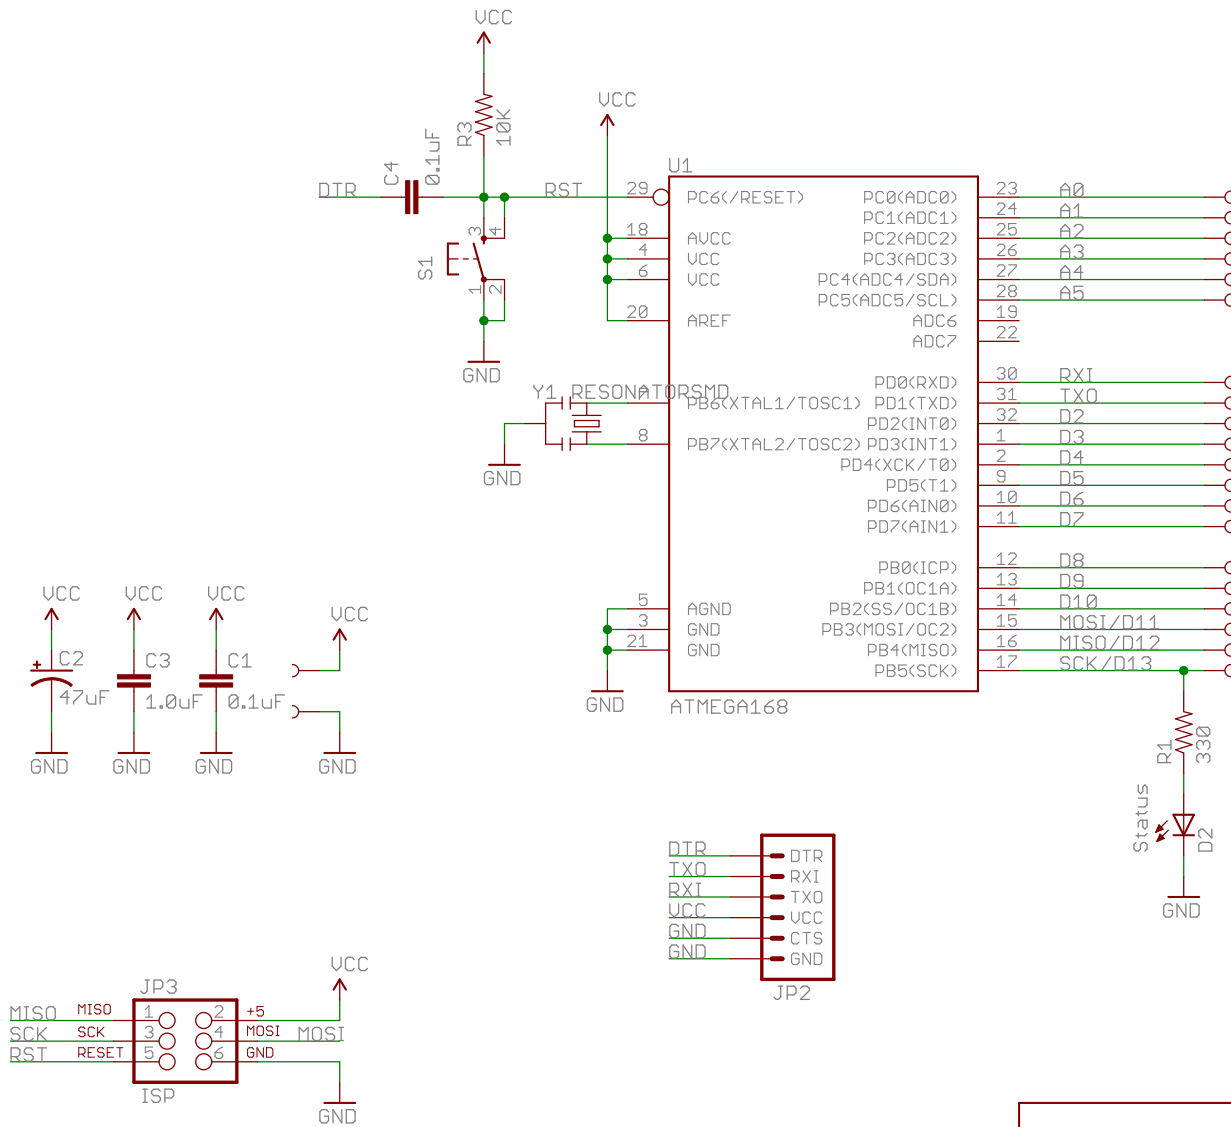 VCC
R3
10K
C4
0.1uF
DTR
RST
S1
3
4
1
2
GND
VCC
U1
29
PC6(/RESET)
18
AVCC
4
VCC
6
VCC
20
AREF
Y1 RESONATORSMD
PB6(XTAL1/TOSC1)
8
PB7(XTAL2/TOSC2)
GND
5
AGND
3
GND
21
GND
GND
ATMEGA168
PC0(ADC0) 23 A0
PC1(ADC1) 24 A1
PC2(ADC2) 25 A2
PC3(ADC3) 26 A3
PC4(ADC4/SDA) 27 A4
PC5(ADC5/SCL) 28 A5
ADC6 19
ADC7 22
PD0(RXD) 30 RXI
PD1(TXD) 31 TXO
PD2(INT0) 32 D2
PD3(INT1) 1 D3
PD4(XCK/T0) 2 D4
PD5(T1) 9 D5
PD6(AIN0) 10 D6
PD7(AIN1) 11 D7
PB0(ICP) 12 D8
PB1(OC1A) 13 D9
PB2(SS/OC1B) 14 D10
PB3(MOSI/OC2) 15 MOSI/D11
PB4(MISO) 16 MISO/D12
PB5(SCK) 17 SCK/D13
R1
330
Status
D2
GND
VCC
+
C2
47uF
GND
VCC
C3
1.0uF
GND
VCC
C1
0.1uF
GND
VCC
GND
DTR DTR
TXO RXI
RXI TXO
VCC VCC
GND CTS
GND GND
JP2
JP3
VCC
MISO MISO 1 2 +5
SCK SCK 3 4 MOSI MOSI
RST RESET 5 6 GND
ISP
GND